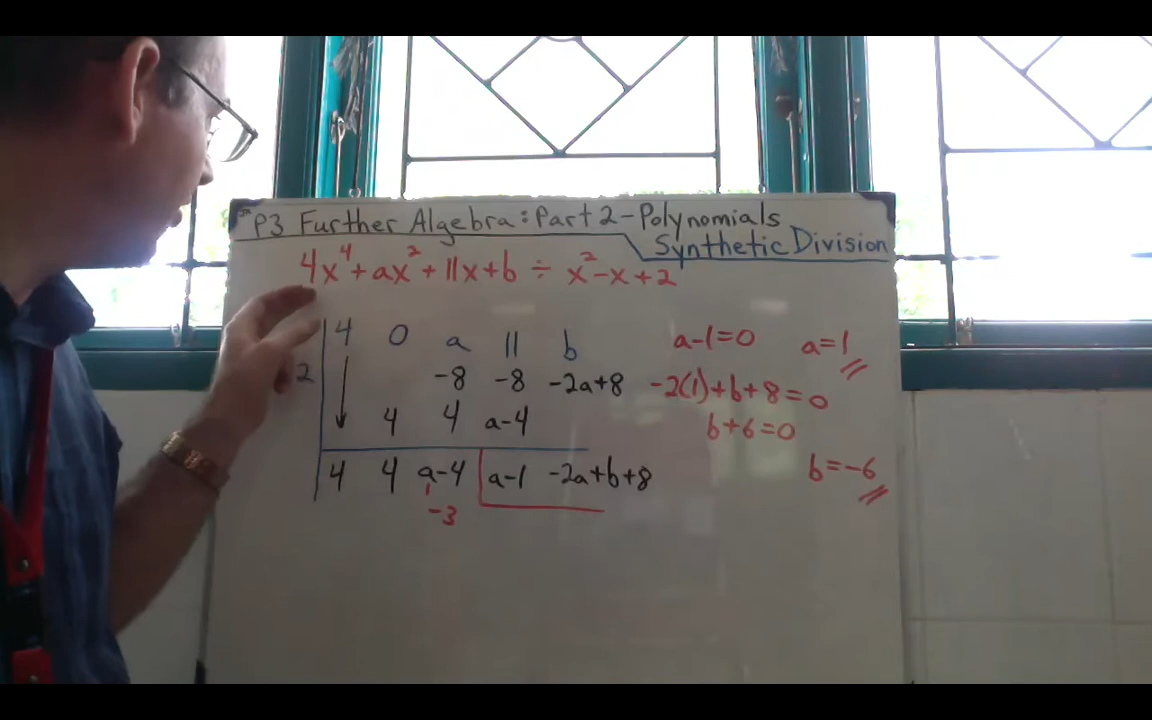 P3 Further Algebra: Part 2 - Polynomials
Synthetic Division
4x⁴+ax²+11x+b ÷ x²-x+2
4 0 a 11 b
2 -8 -8 -2a+8
4 4 a-4
4 4 a-4 a-1 -2a+b+8
-3
a-1=0 a=1
-2(1)+b+8=0
b+6=0
b=-6